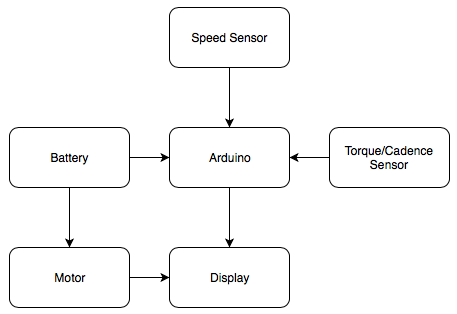 Speed Sensor
Battery
Arduino
Torque/Cadence
Sensor
Motor
Display